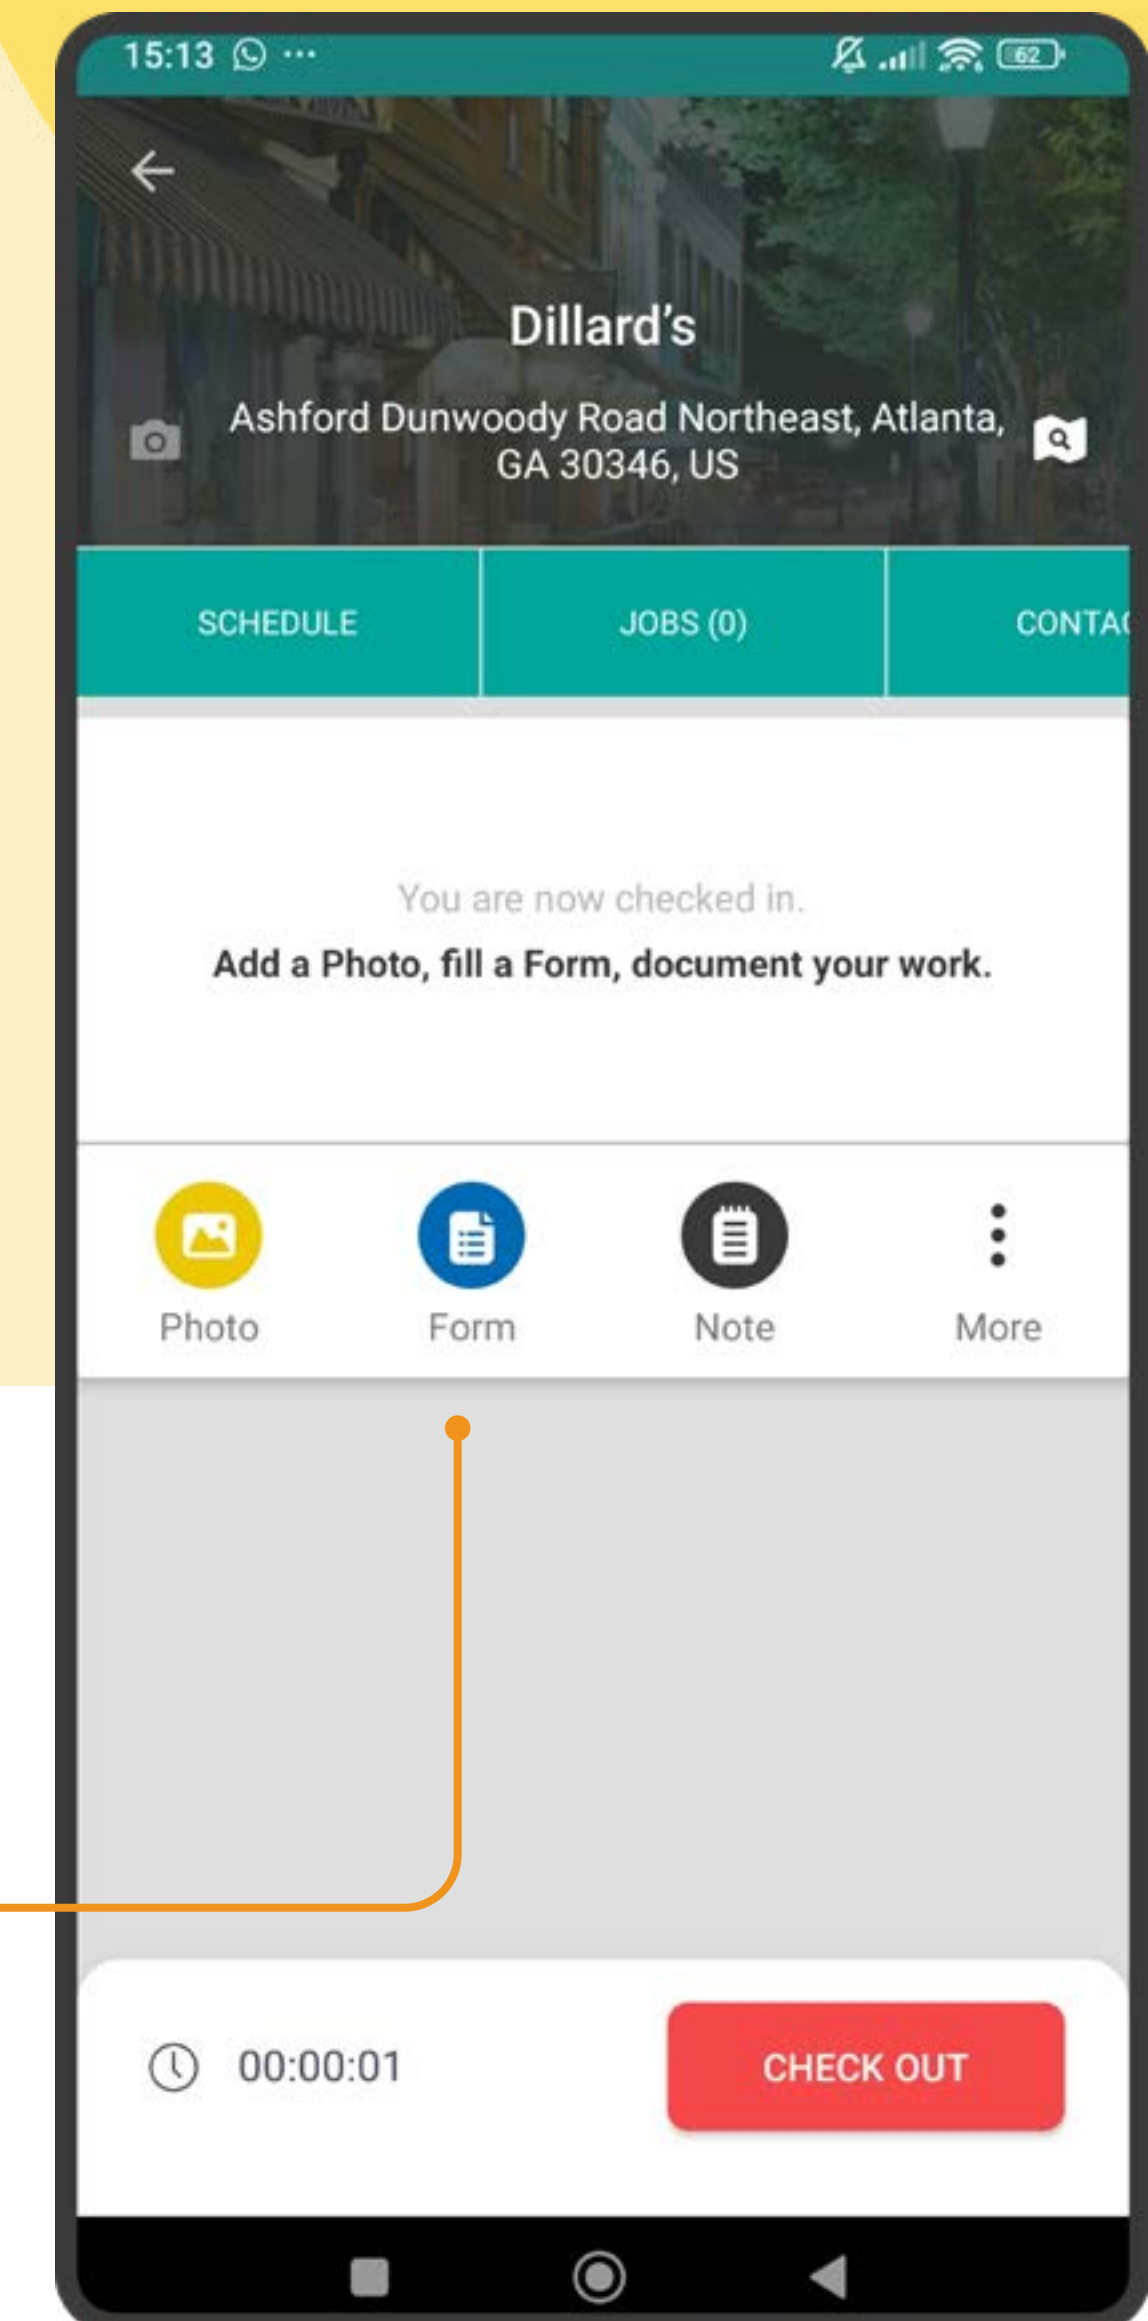 15:13
62
Dillard's
Ashford Dunwoody Road Northeast, Atlanta,
GA 30346, US
SCHEDULE
JOBS (0)
CONTAC
You are now checked in.
Add a Photo, fill a Form, document your work.
Photo
Form
Note
More
00:00:01
CHECK OUT